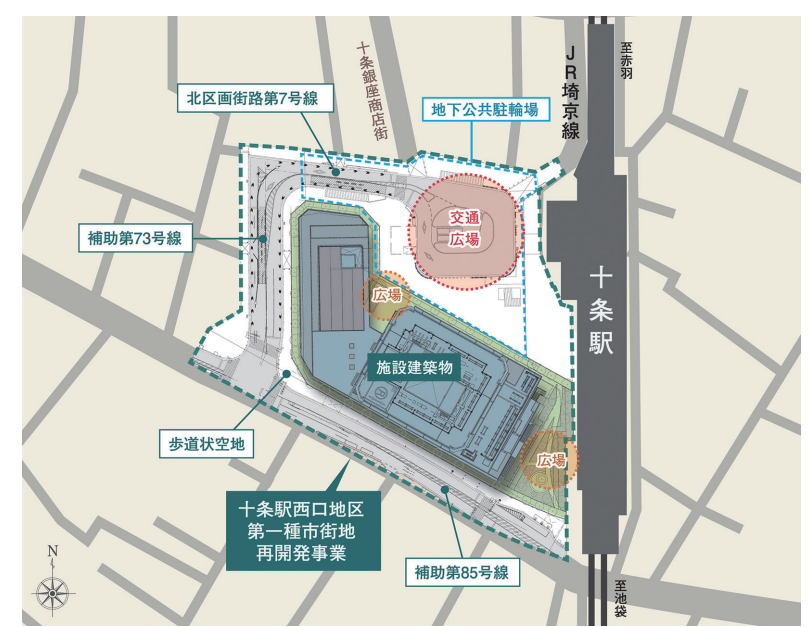 至赤羽
JR埼京線
十条銀座商店街
北区画街路第7号線
地下公共駐輪場
交通
広場
補助第73号線
広場
十条駅
施設建築物
歩道状空地
広場
十条駅西口地区
第一種市街地
再開発事業
補助第85号線
N
至池袋